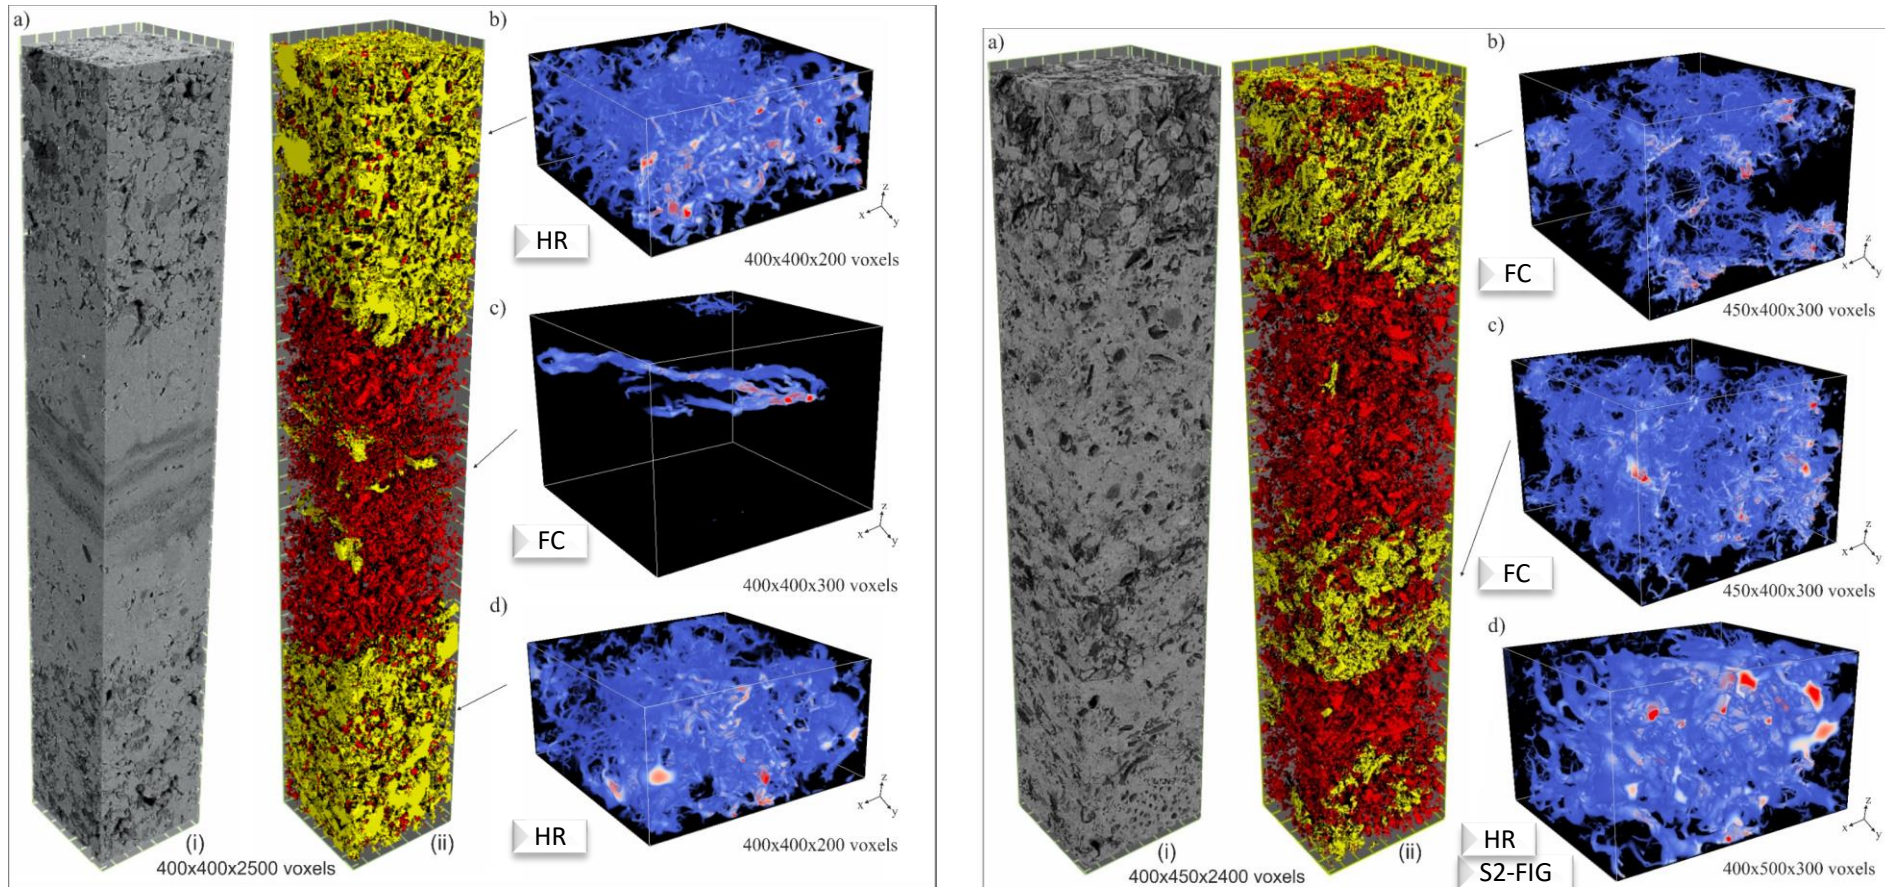 a)
(i)
(ii)
400x400x2500 voxels
b)
HR
z
x
y
400x400x200 voxels
c)
FC
z
x
y
400x400x300 voxels
d)
HR
z
x
y
400x400x200 voxels
a)
(i)
(ii)
400x450x2400 voxels
b)
FC
z
x
y
450x400x300 voxels
c)
FC
z
x
y
450x400x300 voxels
d)
HR
S2-FIG
z
x
y
400x500x300 voxels